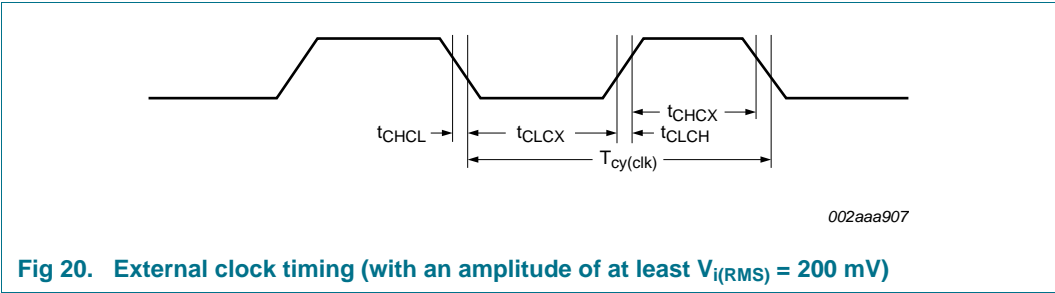 tCHCX
tCHCL tCLCX tCLCH
Tcy(clk)
002aaa907
Fig 20. External clock timing (with an amplitude of at least Vi(RMS) = 200 mV)